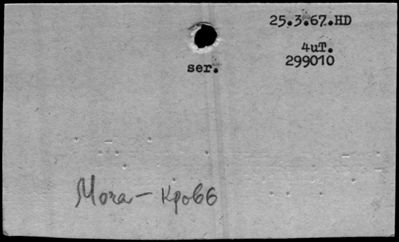 25.3.67.HD
4uT.
299010
ser.
Моча - кровь